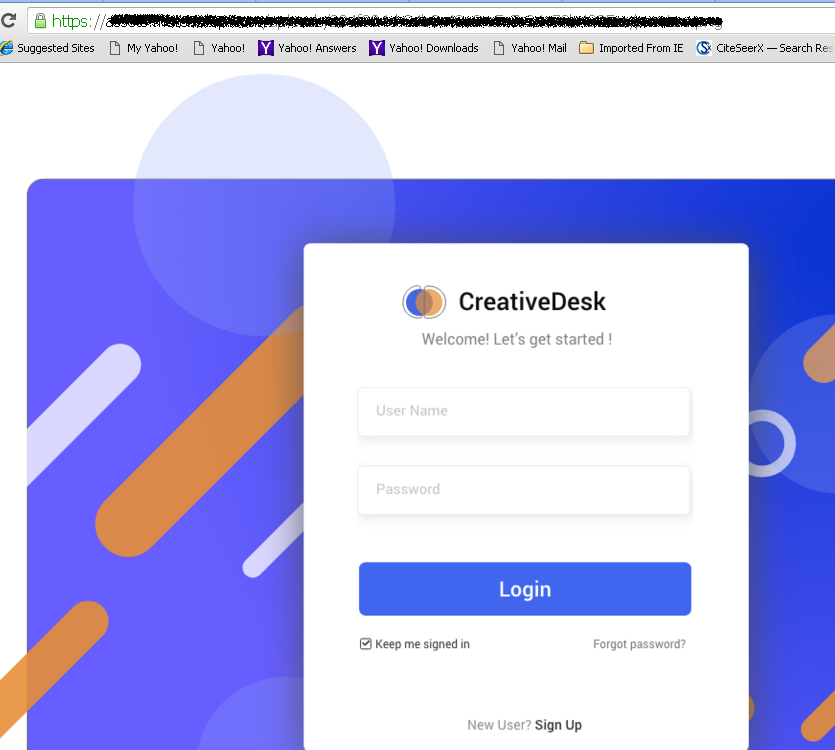 https://
Suggested Sites My Yahoo! Yahoo! Yahoo! Answers Yahoo! Downloads Yahoo! Mail Imported From IE CiteSeerX — Search Res
CreativeDesk
Welcome! Let's get started !
User Name
Password
Login
Keep me signed in Forgot password?
New User? Sign Up